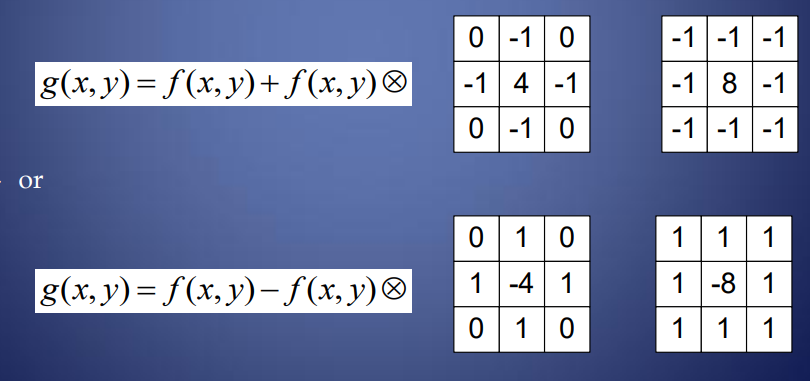 g(x, y) = f(x, y) + f(x, y) ⊗
0 -1 0
-1 4 -1
0 -1 0
-1 -1 -1
-1 8 -1
-1 -1 -1
or
g(x, y) = f(x, y) − f(x, y) ⊗
0 1 0
1 -4 1
0 1 0
1 1 1
1 -8 1
1 1 1